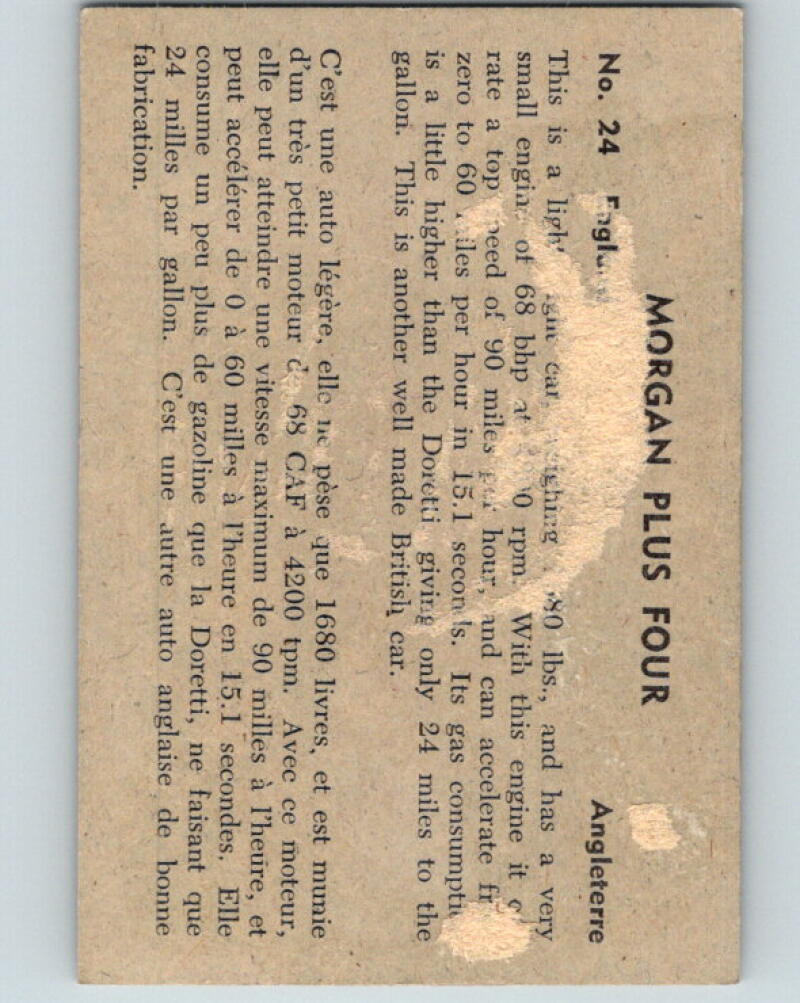 MORGAN PLUS FOUR
No. 24 Angleterre
This is a car, 80 lbs., and has a very
small of 68 bhp rpm. With this engine it
rate a top of 90 miles hour, and can accelerate
zero to 60 per hour in 15.1 seconds. Its gas
is a little higher than the Doretti giving only 24 miles to the
gallon. This is another well made British car.
C'est une auto légère, elle ne pèse que 1680 livres, et est munie
d'un très petit moteur de 68 CAF à 4200 tpm. Avec ce moteur,
elle peut atteindre une vitesse maximum de 90 milles à l'heure, et
peut accélérer de 0 à 60 milles à l'heure en 15.1 secondes. Elle
consume un peu plus de gazoline que la Doretti, ne faisant que
24 milles par gallon. C'est une autre auto anglaise de bonne
fabrication.